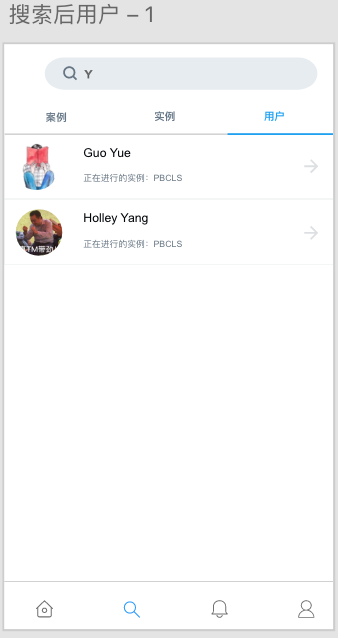 搜索后用户 – 1
Y
案例
实例
用户
Guo Yue
正在进行的实例：PBCLS
Holley Yang
正在进行的实例：PBCLS